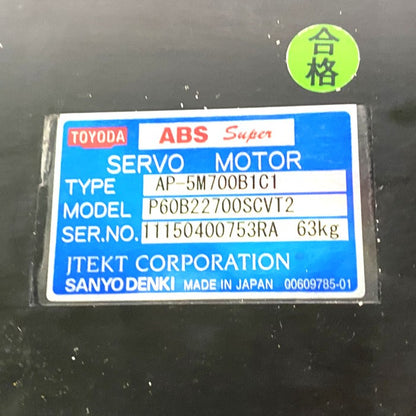 合格
TOYODA ABS Super
SERVO MOTOR
TYPE AP-5M700B1C1
MODEL P60B22700SCVT2
SER.NO. 11150400753RA 63kg
JTEKT CORPORATION
SANYO DENKI MADE IN JAPAN 00609785-01